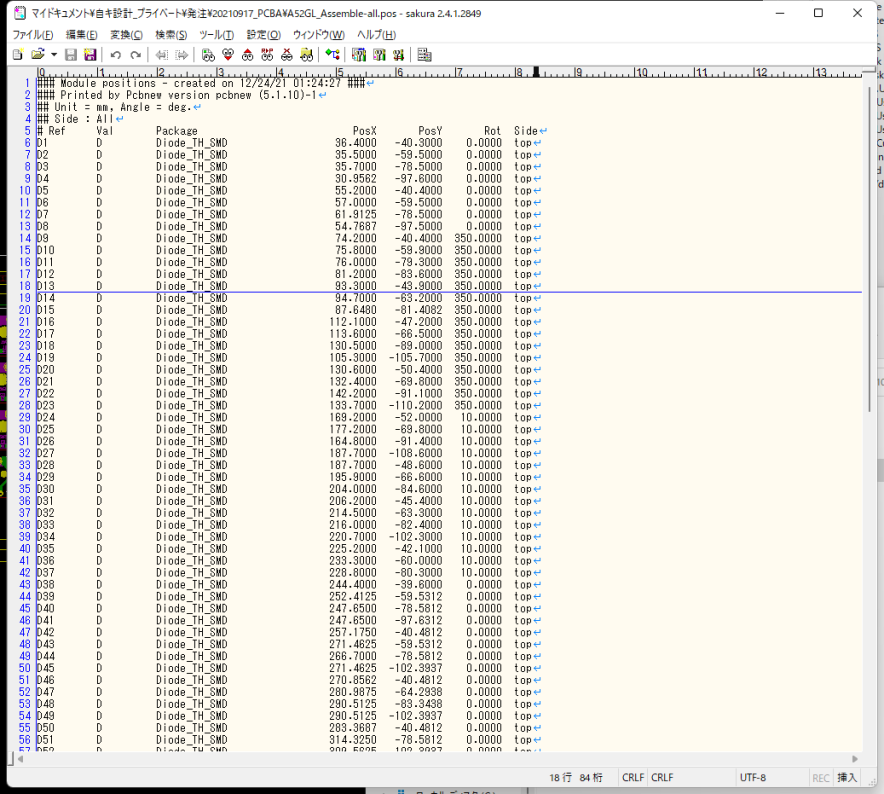 マイドキュメント¥自キ設計_プライベート¥発注¥20210917_PCBA¥A52GL_Assemble-all.pos - sakura 2.4.1.2849
ファイル(F) 編集(E) 変換(C) 検索(S) ツール(T) 設定(O) ウィンドウ(W) ヘルプ(H)
0 1 2 3 4 5 6 7 8 9 10 11 12 13
1 ### Module positions - created on 12/24/21 01:24:27 ###
2 ### Printed by Pcbnew version pcbnew (5.1.10)-1
3 ## Unit = mm, Angle = deg.
4 ## Side : All
5 # Ref Val Package PosX PosY Rot Side
6 D1 D Diode_TH_SMD 36.4000 -40.3000 0.0000 top
7 D2 D Diode_TH_SMD 35.5000 -59.5000 0.0000 top
8 D3 D Diode_TH_SMD 35.7000 -78.5000 0.0000 top
9 D4 D Diode_TH_SMD 30.9562 -97.6000 0.0000 top
10 D5 D Diode_TH_SMD 55.2000 -40.4000 0.0000 top
11 D6 D Diode_TH_SMD 57.0000 -59.5000 0.0000 top
12 D7 D Diode_TH_SMD 61.9125 -78.5000 0.0000 top
13 D8 D Diode_TH_SMD 54.7687 -97.5000 0.0000 top
14 D9 D Diode_TH_SMD 74.2000 -40.4000 350.0000 top
15 D10 D Diode_TH_SMD 75.8000 -59.9000 350.0000 top
16 D11 D Diode_TH_SMD 76.0000 -79.3000 350.0000 top
17 D12 D Diode_TH_SMD 81.2000 -83.6000 350.0000 top
18 D13 D Diode_TH_SMD 93.3000 -43.9000 350.0000 top
19 D14 D Diode_TH_SMD 94.7000 -63.2000 350.0000 top
20 D15 D Diode_TH_SMD 87.6480 -81.4082 350.0000 top
21 D16 D Diode_TH_SMD 112.1000 -47.2000 350.0000 top
22 D17 D Diode_TH_SMD 113.6000 -66.5000 350.0000 top
23 D18 D Diode_TH_SMD 130.5000 -89.0000 350.0000 top
24 D19 D Diode_TH_SMD 105.3000 -105.7000 350.0000 top
25 D20 D Diode_TH_SMD 130.6000 -50.4000 350.0000 top
26 D21 D Diode_TH_SMD 132.4000 -69.8000 350.0000 top
27 D22 D Diode_TH_SMD 142.2000 -91.1000 350.0000 top
28 D23 D Diode_TH_SMD 133.7000 -110.2000 350.0000 top
29 D24 D Diode_TH_SMD 169.2000 -52.0000 10.0000 top
30 D25 D Diode_TH_SMD 177.2000 -69.8000 10.0000 top
31 D26 D Diode_TH_SMD 164.8000 -91.4000 10.0000 top
32 D27 D Diode_TH_SMD 187.7000 -108.6000 10.0000 top
33 D28 D Diode_TH_SMD 187.7000 -48.6000 10.0000 top
34 D29 D Diode_TH_SMD 195.9000 -66.6000 10.0000 top
35 D30 D Diode_TH_SMD 204.0000 -84.6000 10.0000 top
36 D31 D Diode_TH_SMD 206.2000 -45.4000 10.0000 top
37 D32 D Diode_TH_SMD 214.5000 -63.3000 10.0000 top
38 D33 D Diode_TH_SMD 216.0000 -82.4000 10.0000 top
39 D34 D Diode_TH_SMD 220.7000 -102.3000 10.0000 top
40 D35 D Diode_TH_SMD 225.2000 -42.1000 10.0000 top
41 D36 D Diode_TH_SMD 233.3000 -60.0000 10.0000 top
42 D37 D Diode_TH_SMD 228.8000 -80.3000 10.0000 top
43 D38 D Diode_TH_SMD 244.4000 -39.6000 0.0000 top
44 D39 D Diode_TH_SMD 252.4125 -59.5312 0.0000 top
45 D40 D Diode_TH_SMD 247.6500 -78.5812 0.0000 top
46 D41 D Diode_TH_SMD 247.6500 -97.6312 0.0000 top
47 D42 D Diode_TH_SMD 257.1750 -40.4812 0.0000 top
48 D43 D Diode_TH_SMD 271.4625 -59.5312 0.0000 top
49 D44 D Diode_TH_SMD 266.7000 -78.5812 0.0000 top
50 D45 D Diode_TH_SMD 271.4625 -102.3937 0.0000 top
51 D46 D Diode_TH_SMD 270.8562 -40.4812 0.0000 top
52 D47 D Diode_TH_SMD 280.9875 -64.2938 0.0000 top
53 D48 D Diode_TH_SMD 290.5125 -83.3438 0.0000 top
54 D49 D Diode_TH_SMD 290.5125 -102.3937 0.0000 top
55 D50 D Diode_TH_SMD 283.3687 -40.4812 0.0000 top
56 D51 D Diode_TH_SMD 314.3250 -78.5812 0.0000 top
18 行 84 桁 CRLF CRLF UTF-8 REC 挿入